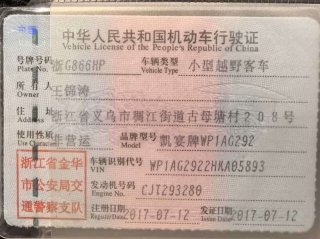 中华人民共和国机动车行驶证
Vehicle License of the People's Republic of China
号牌号码 浙G866HP 车辆类型 小型越野客车
Plate No. Vehicle Type
所有人 王锦涛
Owner
住址 浙江省义乌市稠江街道古母塘村208号
Address
使用性质 非营运 品牌型号 凯宴牌WP1AG292
Use Character Model
浙江省金华 车辆识别代号 WP1AG2922HKA05893
VIN
市公安局交 发动机号码 CJT293280
Engine No.
通警察支队 注册日期 2017-07-12 发证日期 2017-07-12
Register Date Issue Date